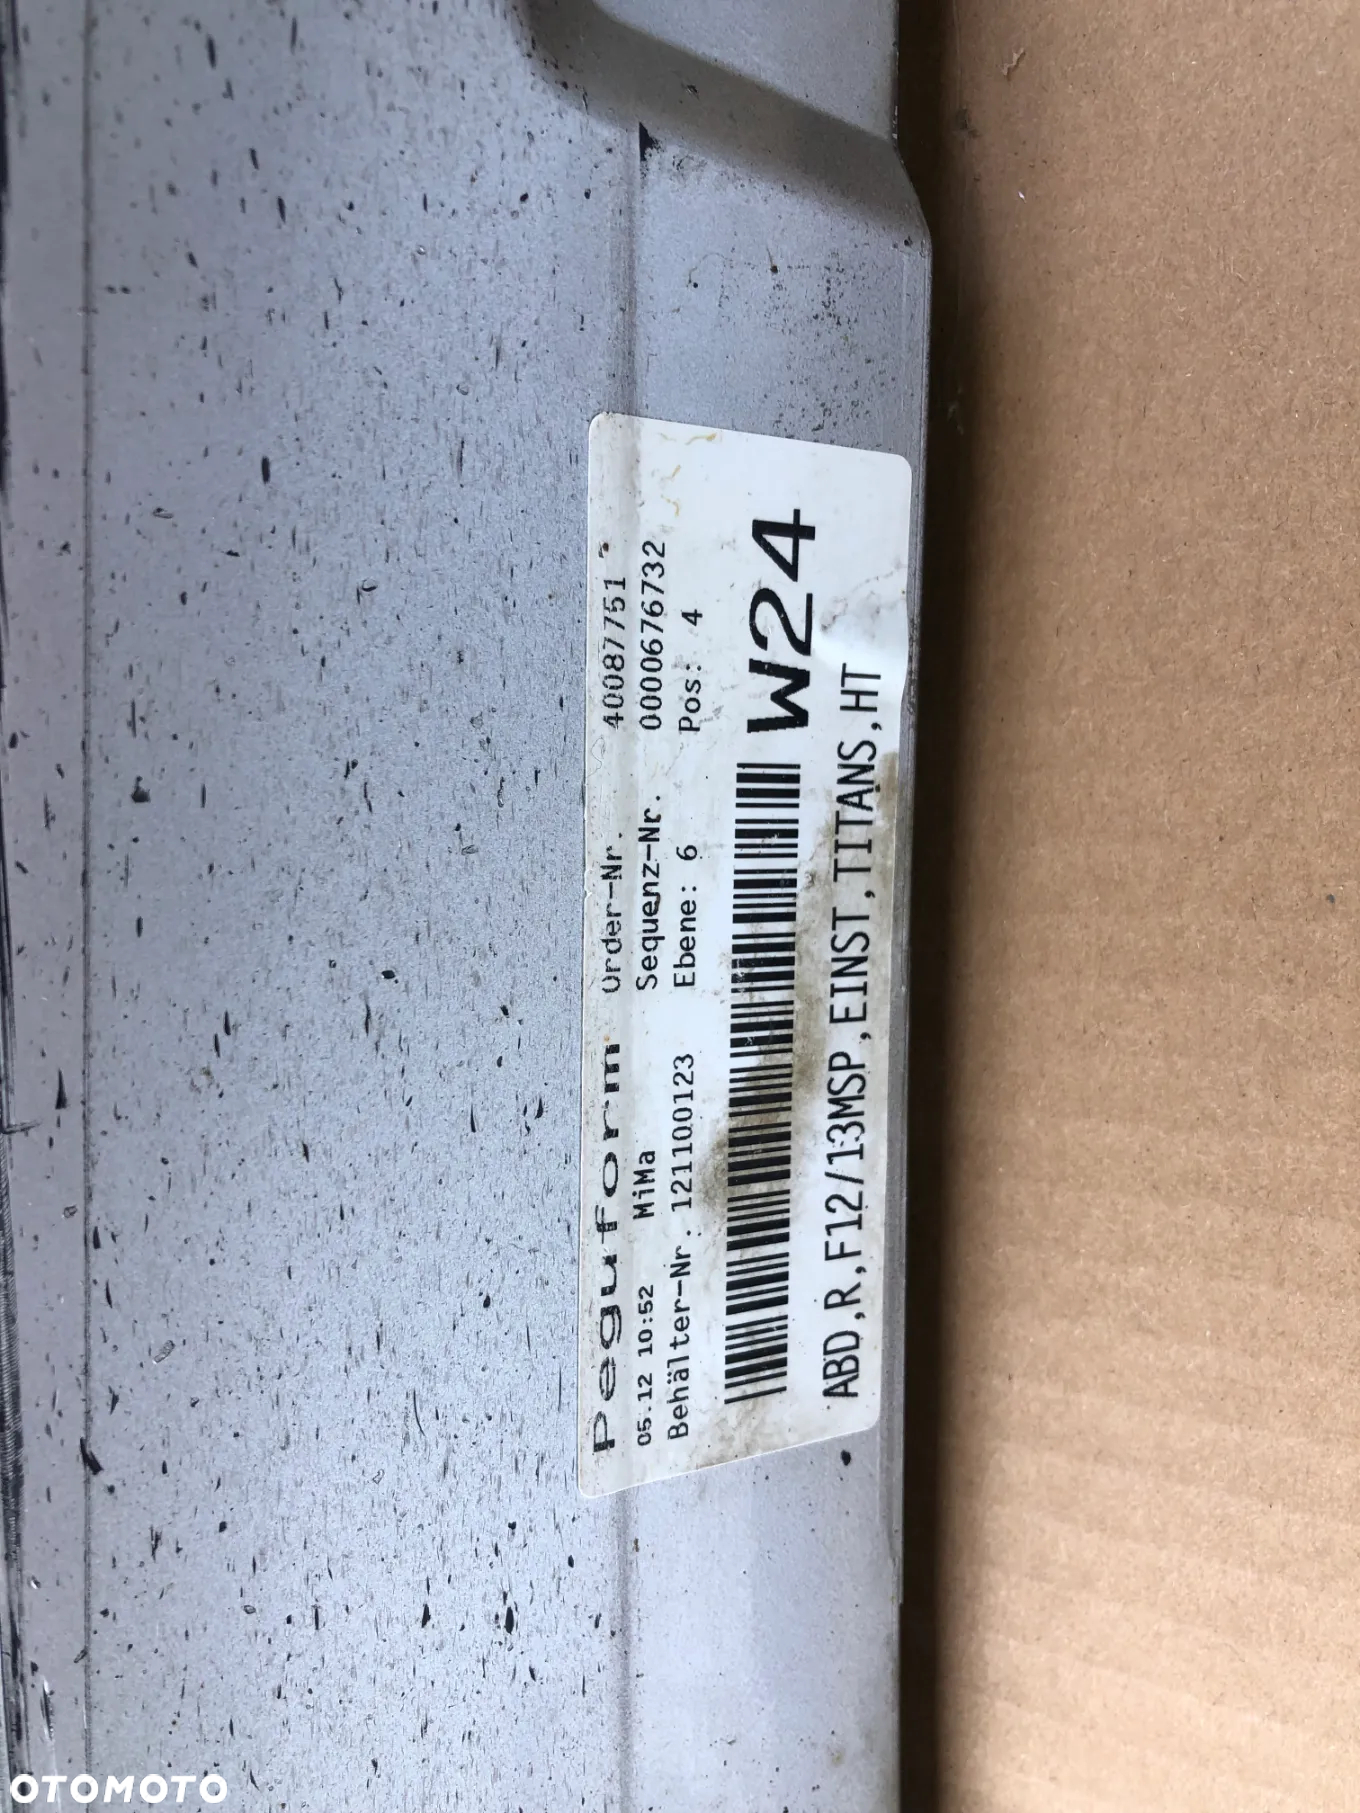 Peguform Order-Nr. 40087751
05.12 10:52 MiMa Sequenz-Nr. 0000676732
Behälter-Nr. 1211100123 Ebene: 6 Pos: 4
W24
ABD,R,F12/13MSP,EINST,TITANS,HT
OTOMOTO